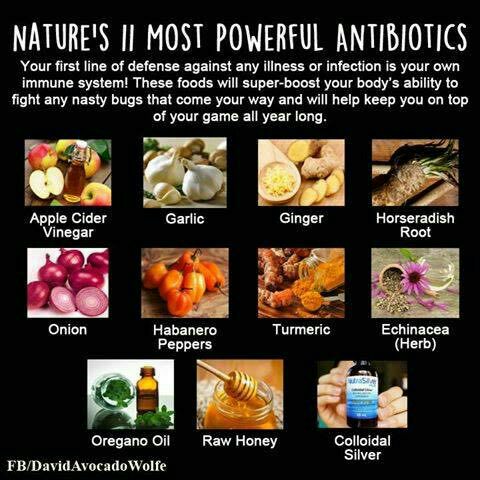 NATURE'S 11 MOST POWERFUL ANTIBIOTICS
Your first line of defense against any illness or infection is your own
immune system! These foods will super-boost your body's ability to
fight any nasty bugs that come your way and will help keep you on top
of your game all year long.
Apple Cider
Vinegar
Garlic
Ginger
Horseradish
Root
Onion
Habanero
Peppers
Turmeric
Echinacea
(Herb)
NutraSilver
Colloidal Silver
Oregano Oil
Raw Honey
Colloidal
Silver
FB/DavidAvocadoWolfe